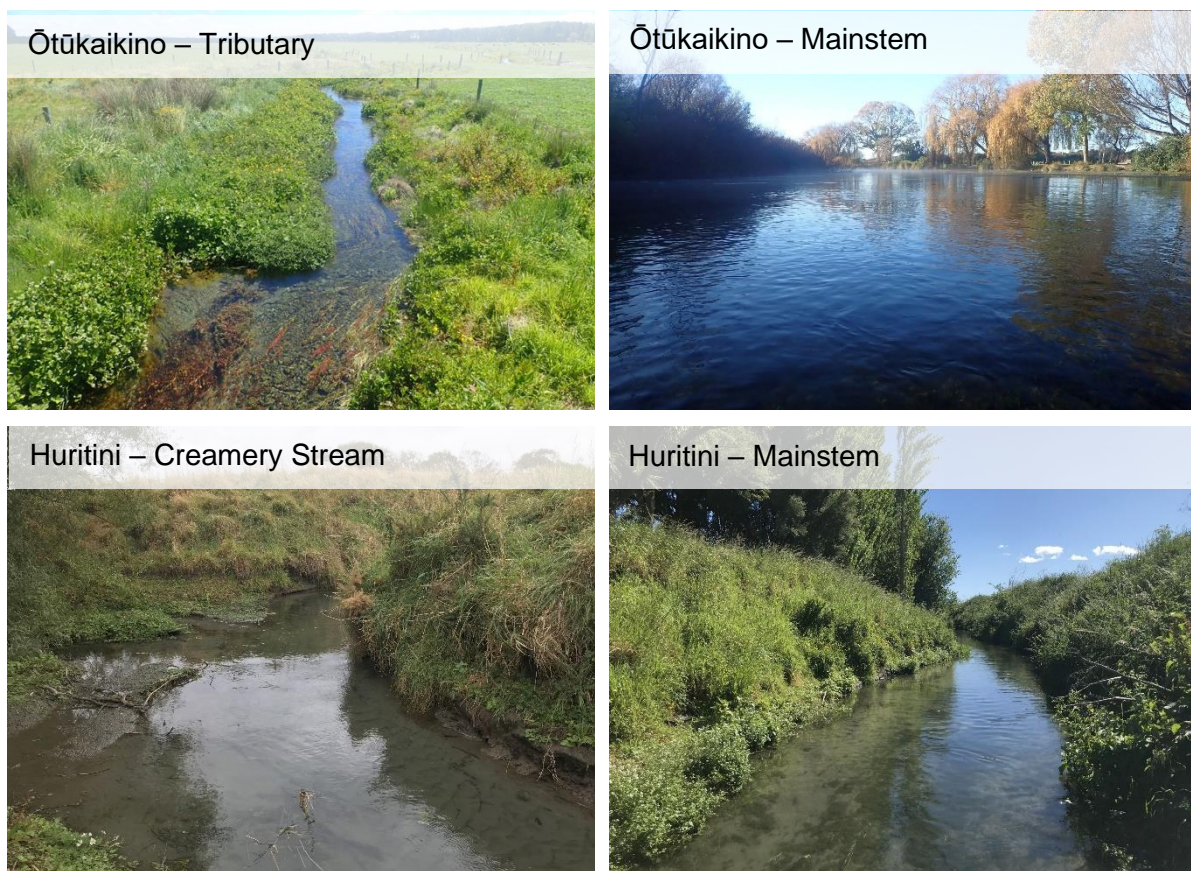 Ōtūkaikino – Tributary
Ōtūkaikino – Mainstem
Huritini – Creamery Stream
Huritini – Mainstem